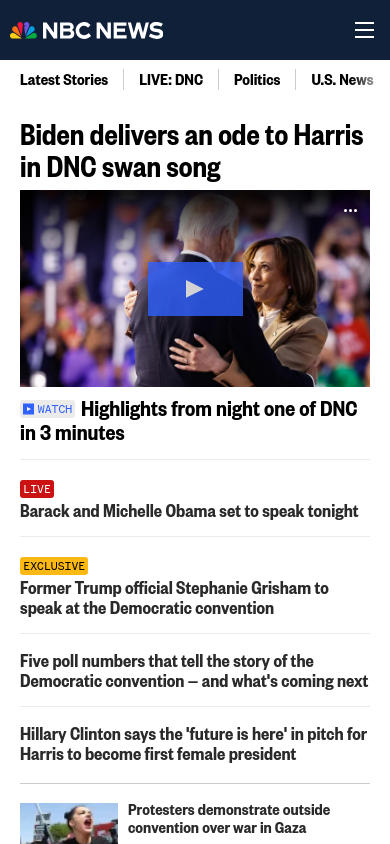 NBC NEWS
Latest Stories
LIVE: DNC
Politics
U.S. News
Biden delivers an ode to Harris
in DNC swan song
JOE
WATCH Highlights from night one of DNC
in 3 minutes
LIVE
Barack and Michelle Obama set to speak tonight
EXCLUSIVE
Former Trump official Stephanie Grisham to
speak at the Democratic convention
Five poll numbers that tell the story of the
Democratic convention – and what's coming next
Hillary Clinton says the 'future is here' in pitch for
Harris to become first female president
Protesters demonstrate outside
convention over war in Gaza